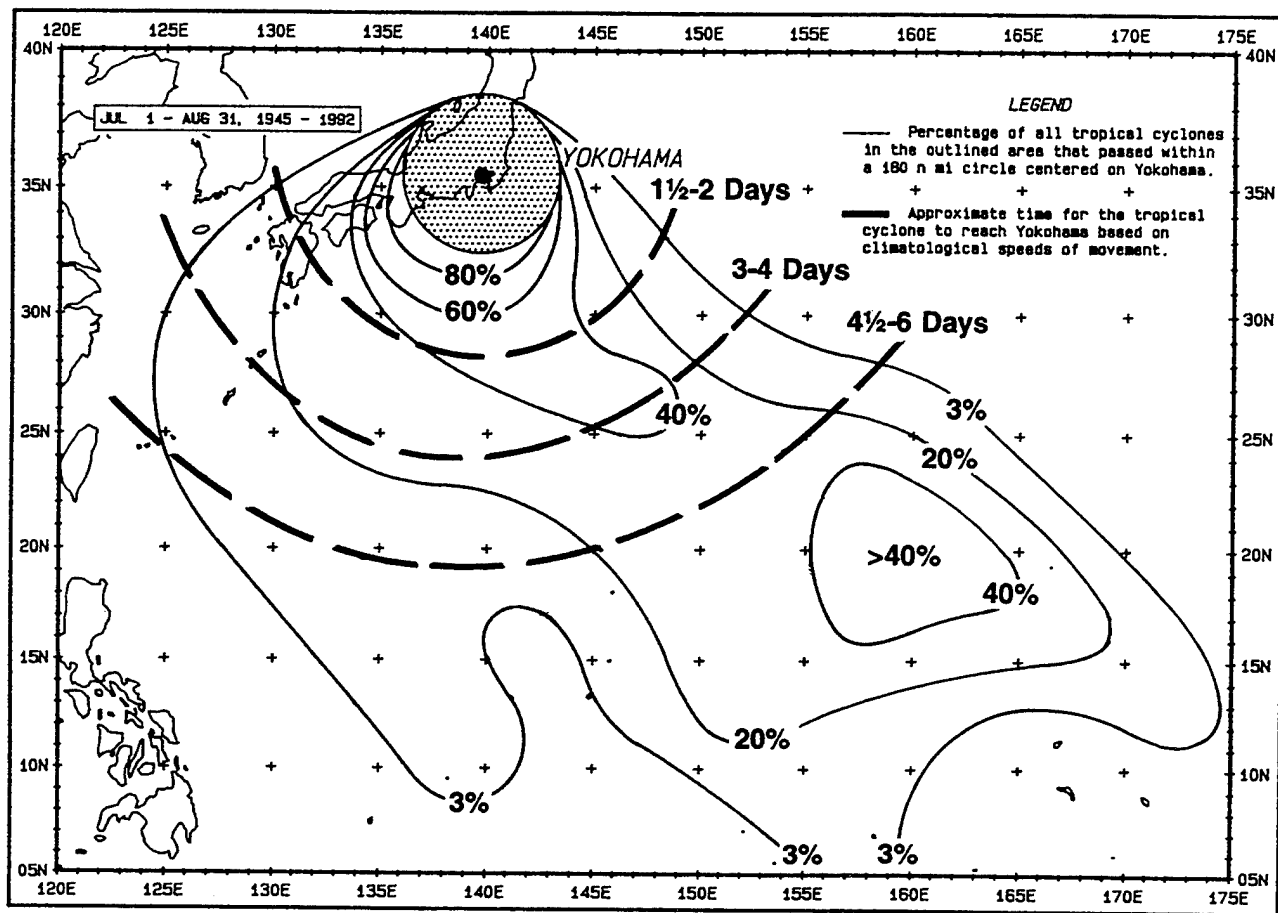 120E 125E 130E 135E 140E 145E 150E 155E 160E 165E 170E 175E
40N 40N
LEGEND
JUL 1 - AUG 31, 1945 - 1992
Percentage of all tropical cyclones
in the outlined area that passed within
a 180 n mi circle centered on Yokohama.
YOKOHAMA
35N 35N
1½-2 Days
Approximate time for the tropical
cyclone to reach Yokohama based on
climatological speeds of movement.
80%
3-4 Days
60%
30N 30N
4½-6 Days
40%
3%
25N 25N
20%
20N 20N
>40%
40%
15N 15N
20%
10N 10N
3%
3% 3%
05N 05N
120E 125E 130E 135E 140E 145E 150E 155E 160E 165E 170E 175E